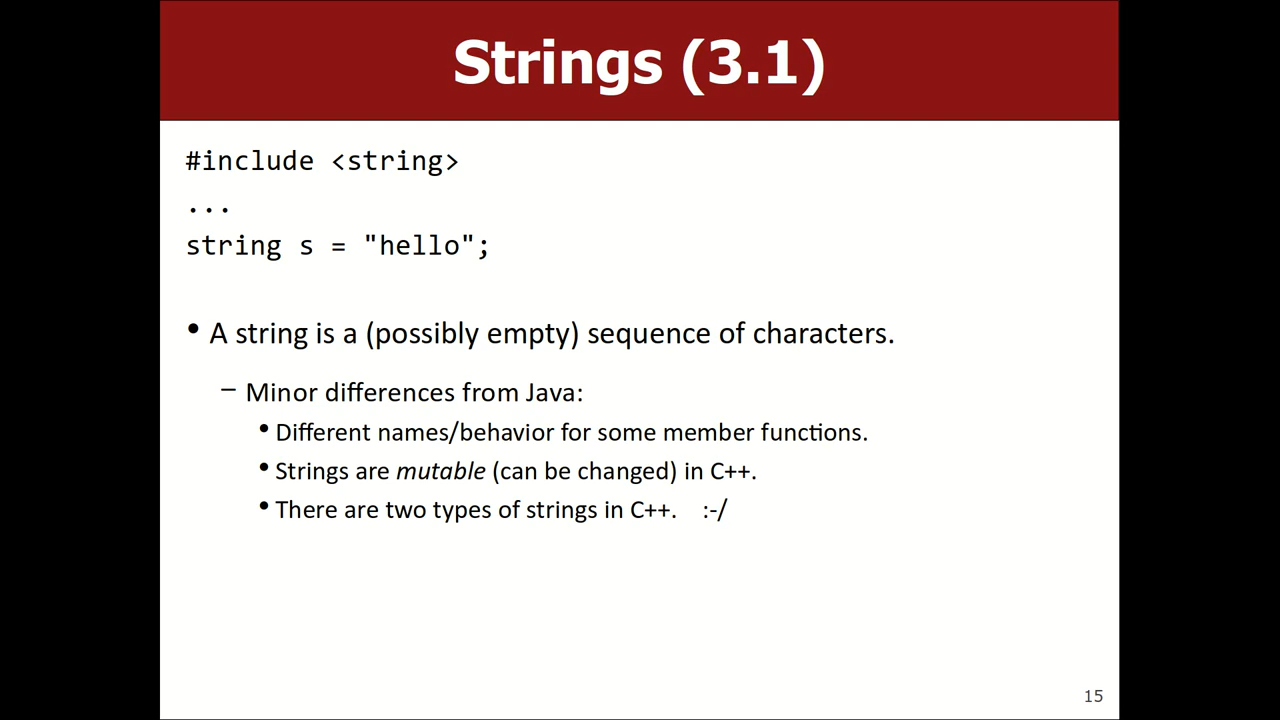 Strings (3.1)
#include <string>
...
string s = "hello";
• A string is a (possibly empty) sequence of characters.
– Minor differences from Java:
• Different names/behavior for some member functions.
• Strings are mutable (can be changed) in C++.
• There are two types of strings in C++. :-/
15